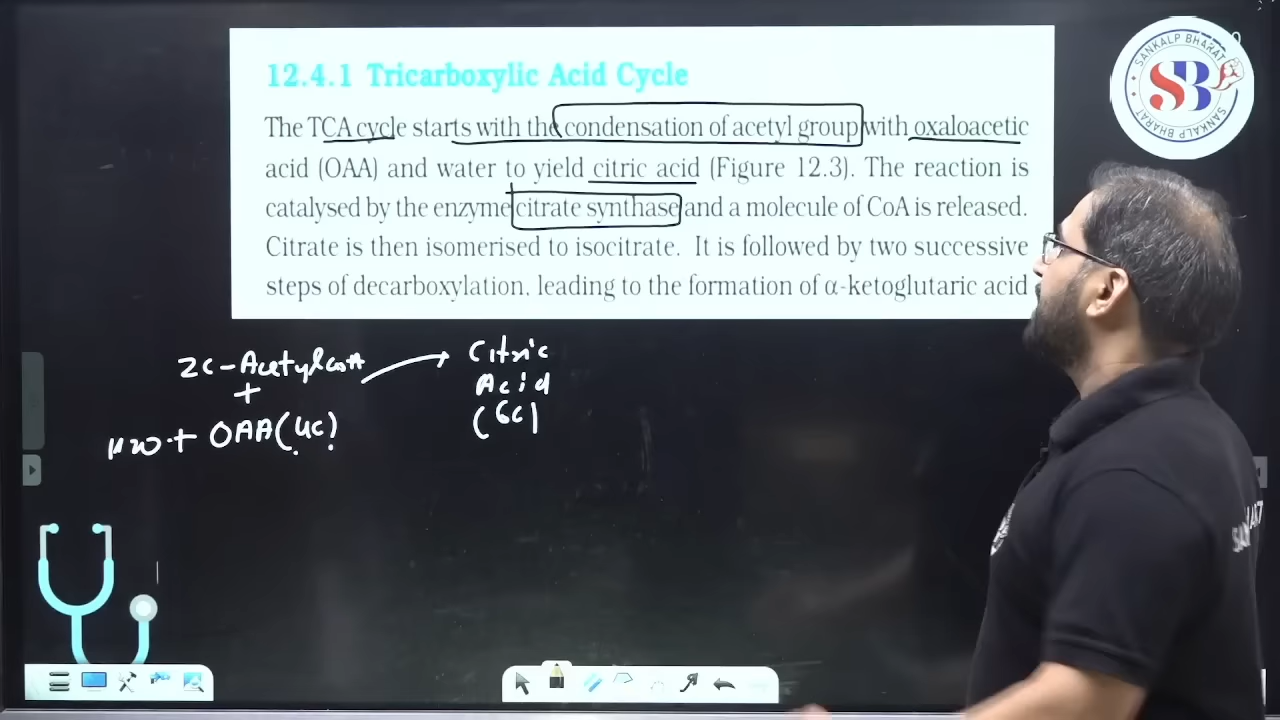 12.4.1 Tricarboxylic Acid Cycle
The TCA cycle starts with the condensation of acetyl group with oxaloacetic
acid (OAA) and water to yield citric acid (Figure 12.3). The reaction is
catalysed by the enzyme citrate synthase and a molecule of CoA is released.
Citrate is then isomerised to isocitrate. It is followed by two successive
steps of decarboxylation, leading to the formation of α-ketoglutaric acid
SANKALP BHARAT
SB
SANKALP BHARAT
2C-AcetylCoA
+
H2O + OAA(4C)
Citric
Acid
(6C)